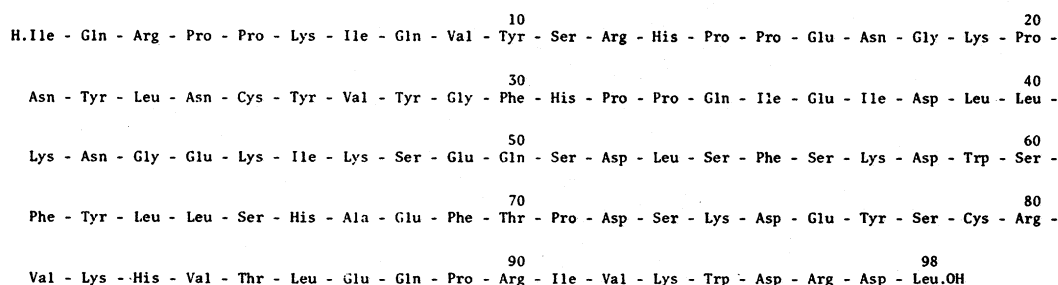 10 20
H.Ile - Gln - Arg - Pro - Pro - Lys - Ile - Gln - Val - Tyr - Ser - Arg - His - Pro - Pro - Glu - Asn - Gly - Lys - Pro -
Asn - Tyr - Leu - Asn - Cys - Tyr - Val - Tyr - Gly - Phe - His - Pro - Pro - Gln - Ile - Glu - Ile - Asp - Leu - Leu -
30 40
Lys - Asn - Gly - Glu - Lys - Ile - Lys - Ser - Glu - Gln - Ser - Asp - Leu - Ser - Phe - Ser - Lys - Asp - Trp - Ser -
50 60
Phe - Tyr - Leu - Leu - Ser - His - Ala - Glu - Phe - Thr - Pro - Asp - Ser - Lys - Asp - Glu - Tyr - Ser - Cys - Arg -
70 80
Val - Lys - His - Val - Thr - Leu - Glu - Gln - Pro - Arg - Ile - Val - Lys - Trp - Asp - Arg - Asp - Leu.OH
90 98